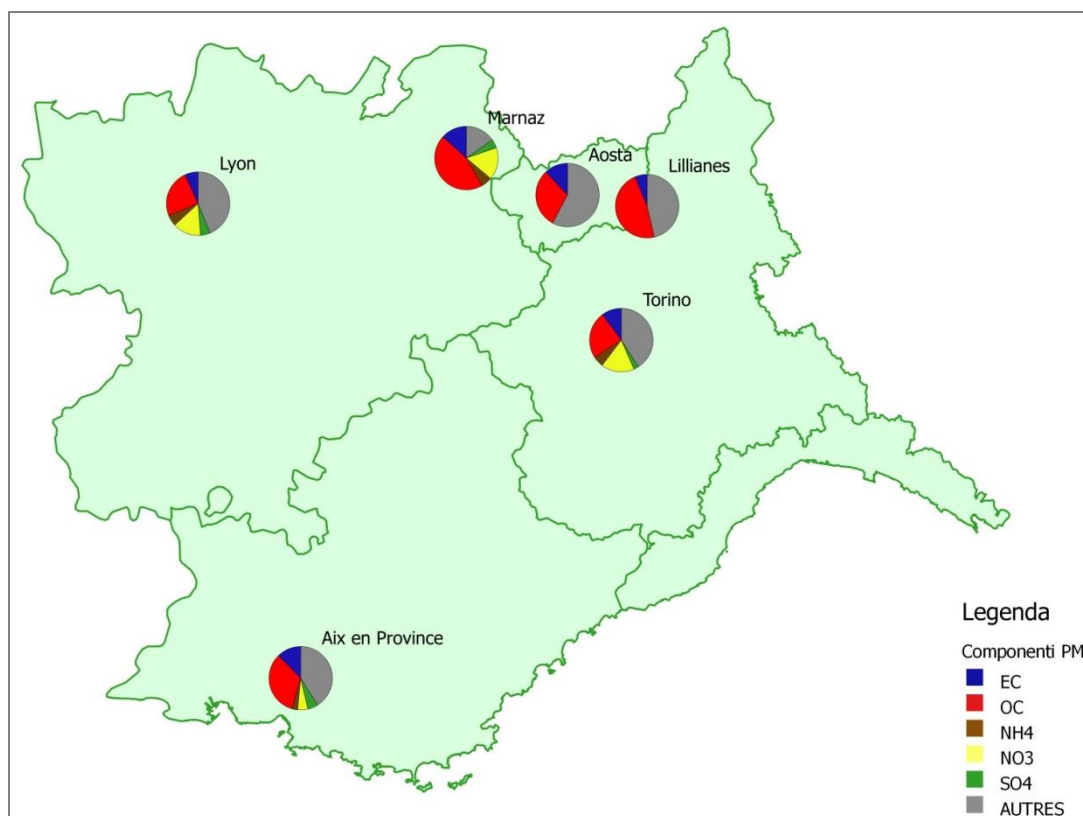 Marnaz
Lyon
Aosta
Lillianes
Torino
Aix en Province
Legenda
Componenti PM
EC
OC
NH4
NO3
SO4
AUTRES